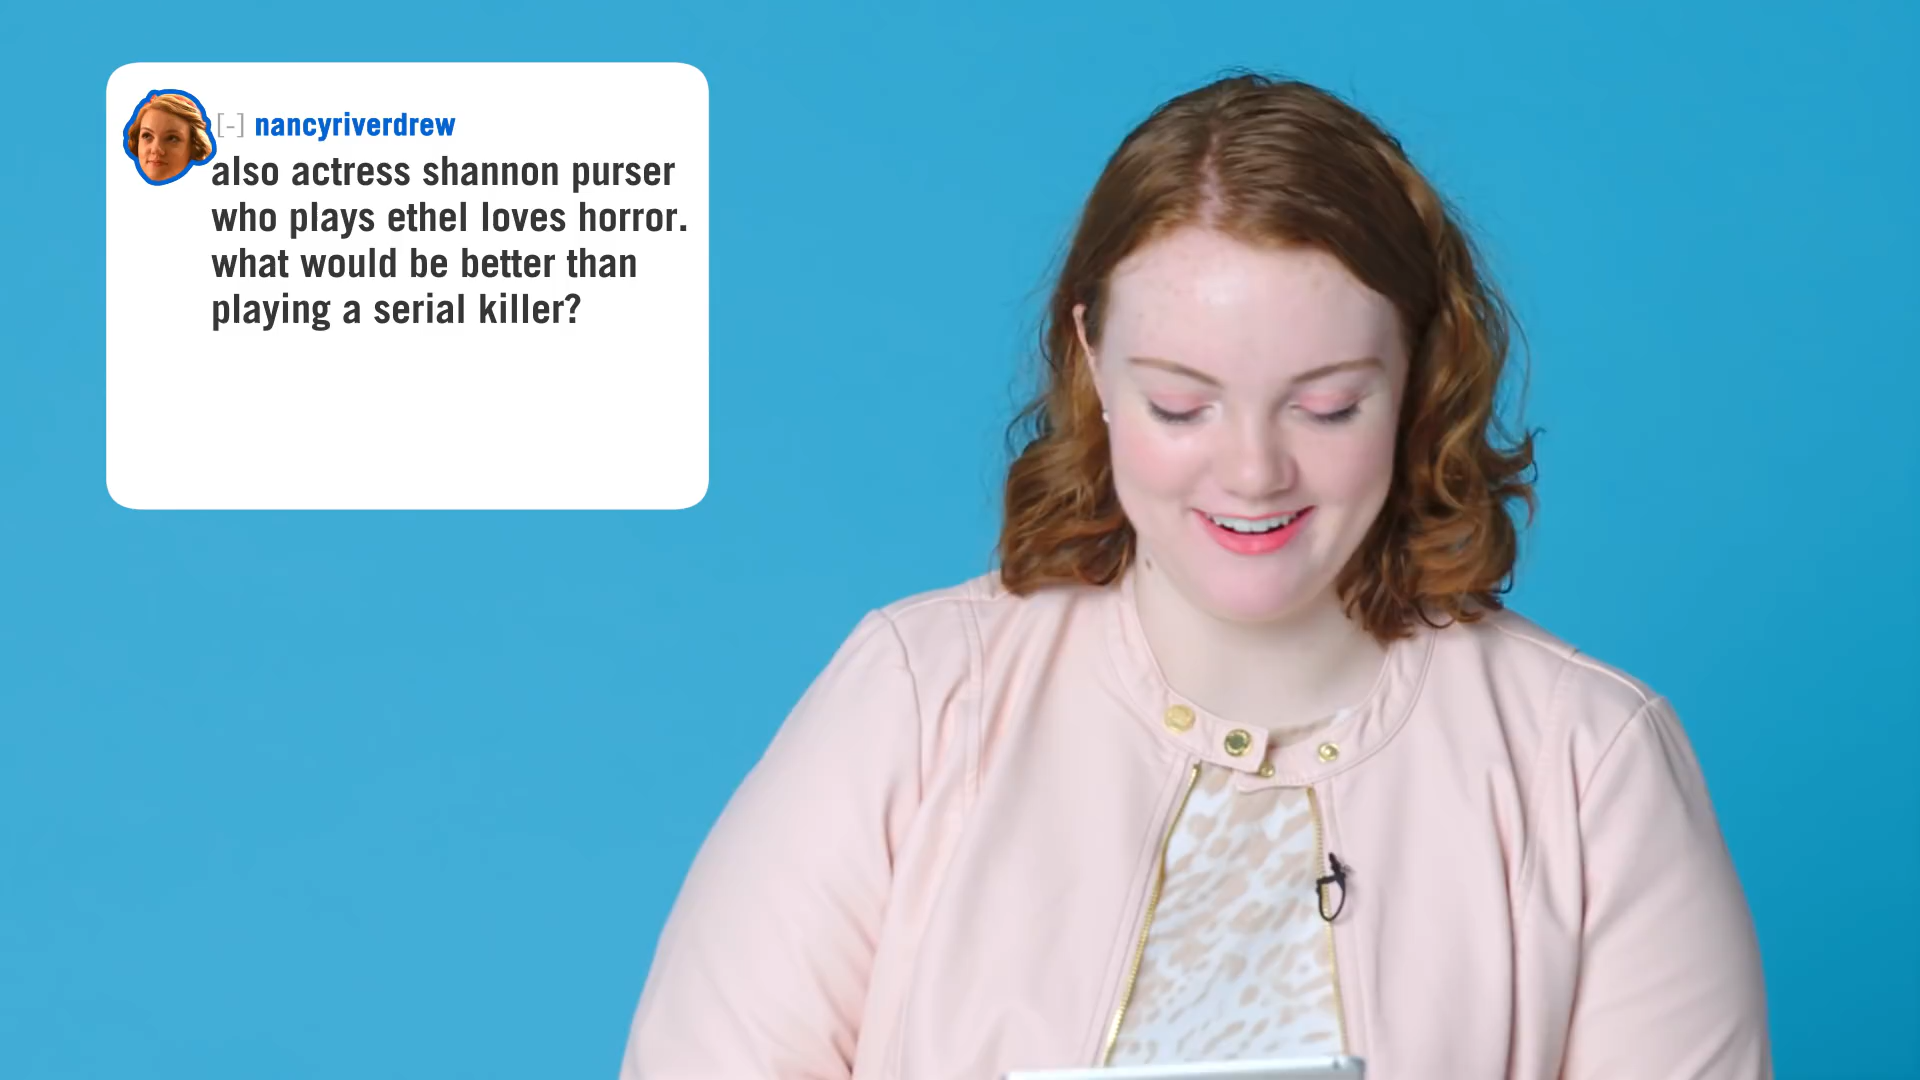 [-] nancyriverdrew
also actress shannon purser
who plays ethel loves horror.
what would be better than
playing a serial killer?